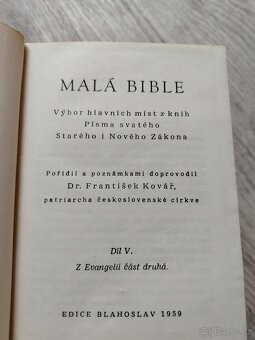 MALÁ BIBLE
Výbor hlavních míst z knih
Písma svatého
Starého i Nového Zákona
Pořídil a poznámkami doprovodil
Dr. František Kovář,
patriarcha československé církve
Díl V.
Z Evangelií část druhá.
EDICE BLAHOSLAV 1959